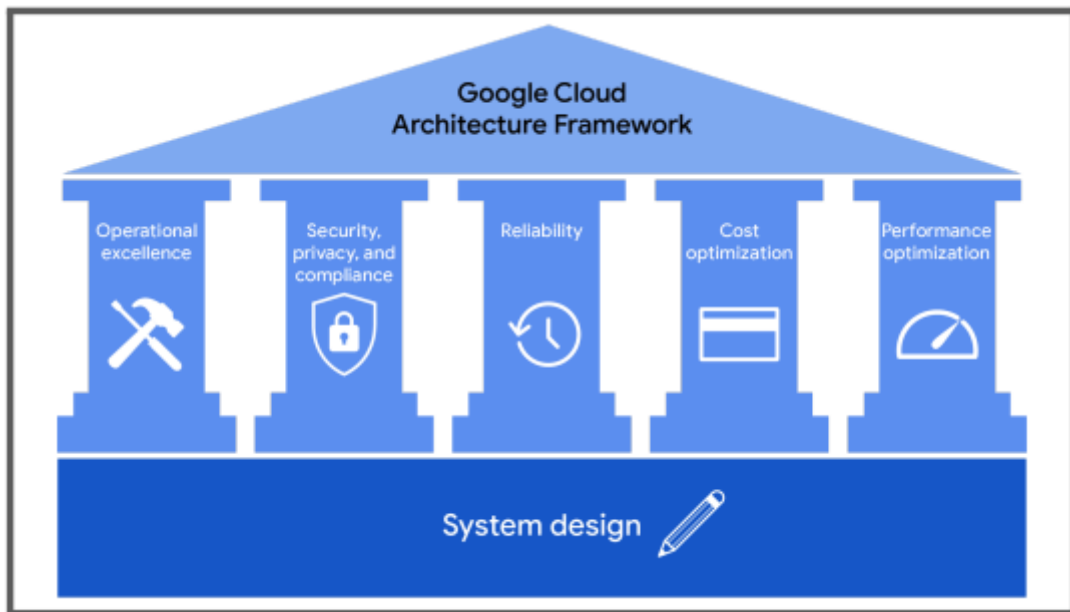 Google Cloud
Architecture Framework
Operational
excellence
Security,
privacy, and
compliance
Reliability
Cost
optimization
Performance
optimization
System design